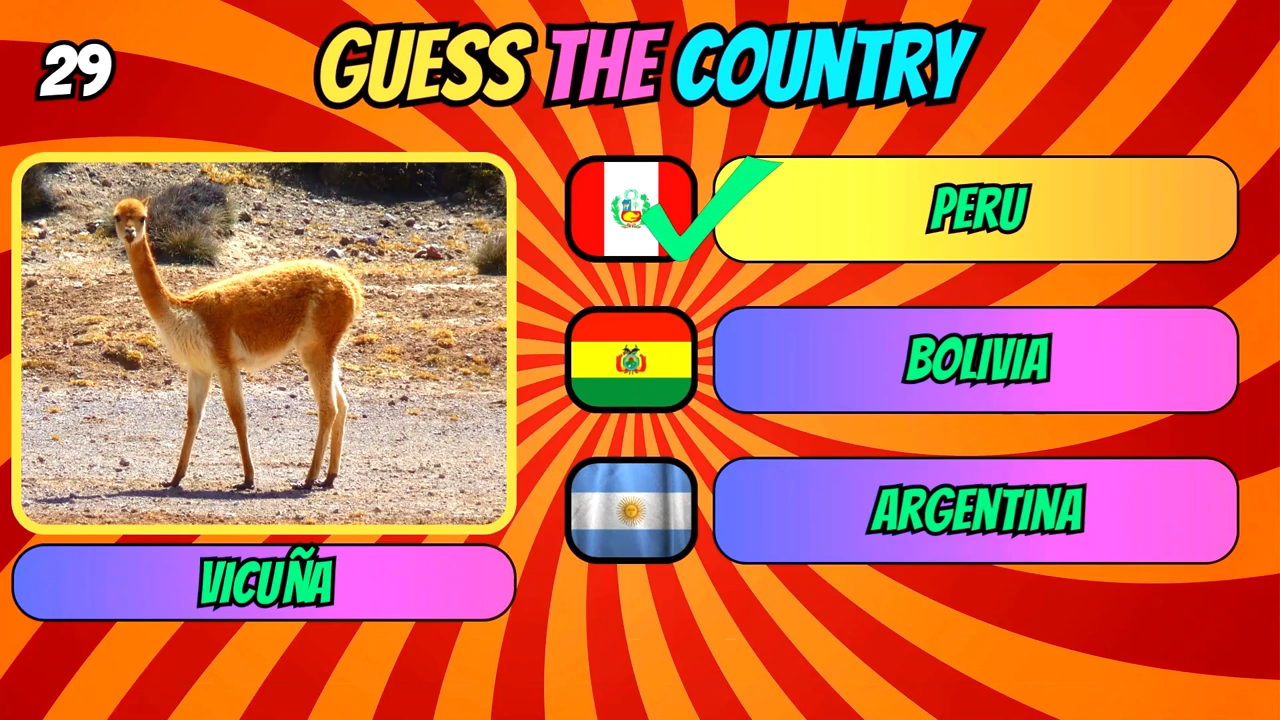 29
GUESS THE COUNTRY
PERU
BOLIVIA
ARGENTINA
VICUÑA